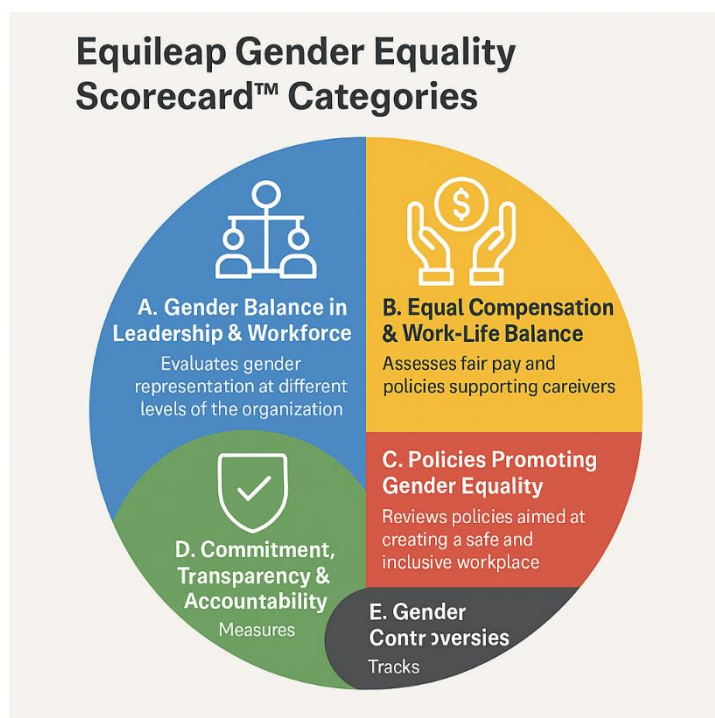 Equileap Gender Equality
Scorecard™ Categories
$
A. Gender Balance in
Leadership & Workforce
Evaluates gender
representation at different
levels of the organization
B. Equal Compensation
& Work-Life Balance
Assesses fair pay and
policies supporting careivers
C. Policies Promoting
Gender Equality
Reviews policies aimed at
creating a safe and
inclusive workplace
D. Commitment,
Transparency &
Accountability
Measures
E. Gender
Controversies
Tracks